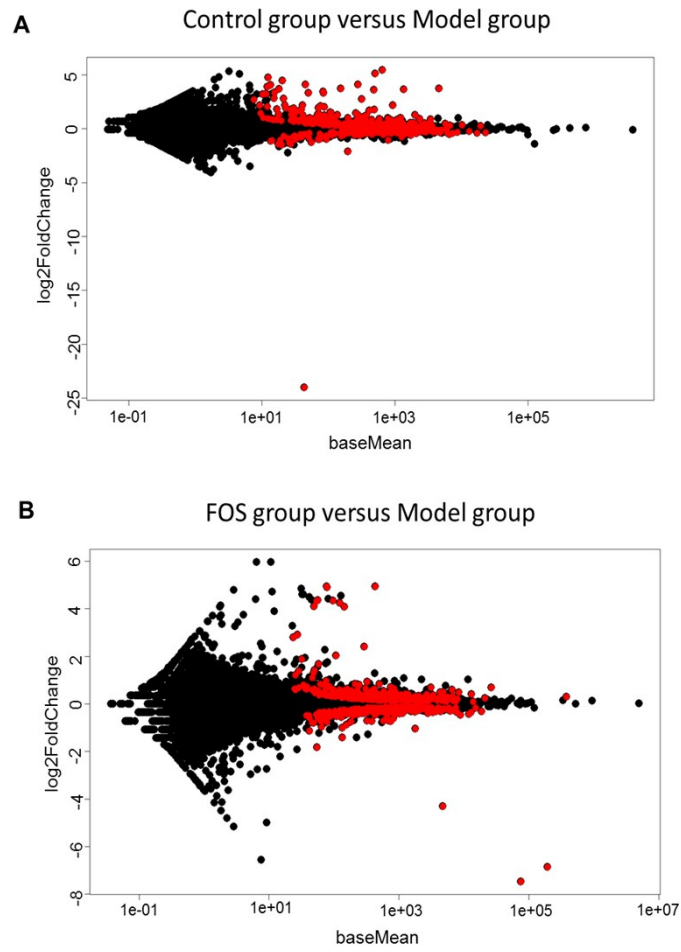 A
Control group versus Model group
log2FoldChange
5
0
-5
-10
-15
-20
-25
1e-01
1e+01
1e+03
1e+05
baseMean
B
FOS group versus Model group
log2FoldChange
6
4
2
0
-2
-4
-6
-8
1e-01
1e+01
1e+03
1e+05
1e+07
baseMean